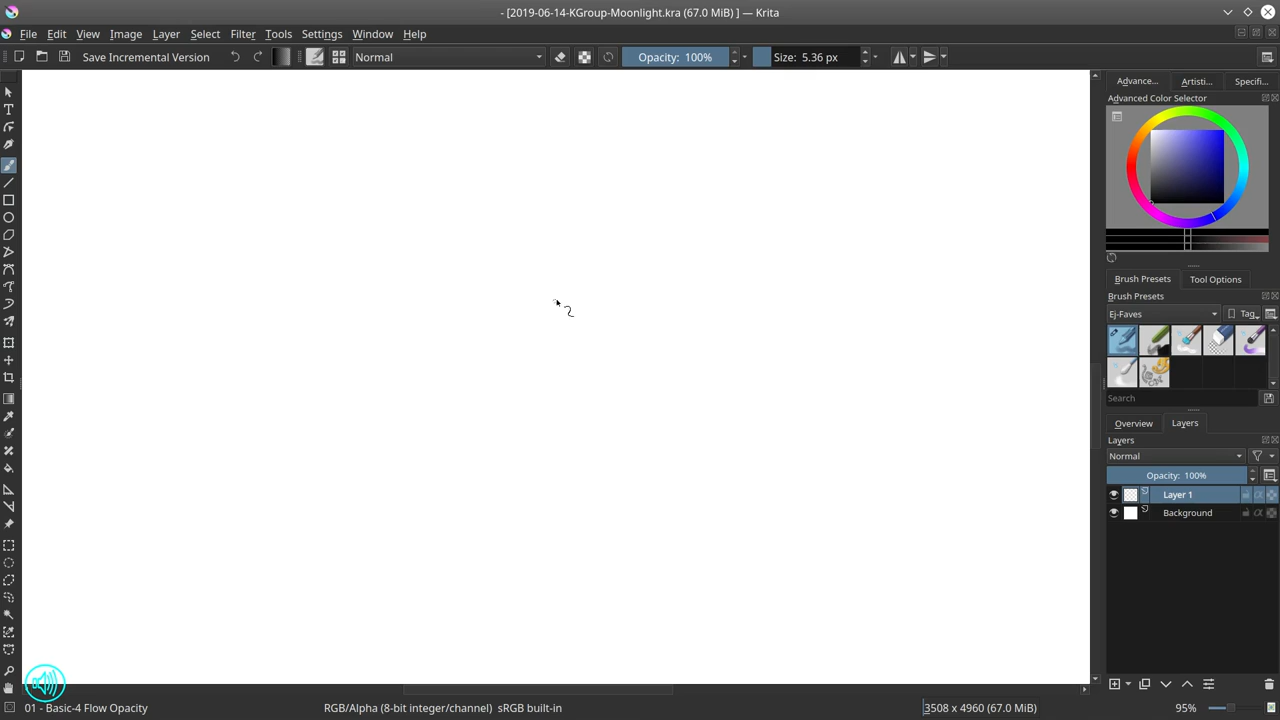 - [2019-06-14-KGroup-Moonlight.kra (67.0 MiB) ] — Krita
File Edit View Image Layer Select Filter Tools Settings Window Help
Save Incremental Version Normal Opacity: 100% Size: 5.36 px
Advance... Artisti... Specifi...
Advanced Color Selector
Brush Presets Tool Options
Brush Presets
Ej-Faves Tag
Search
Overview Layers
Layers
Normal
Opacity: 100%
Layer 1
Background
01 - Basic-4 Flow Opacity RGB/Alpha (8-bit integer/channel) sRGB built-in 3508 x 4960 (67.0 MiB) 95%